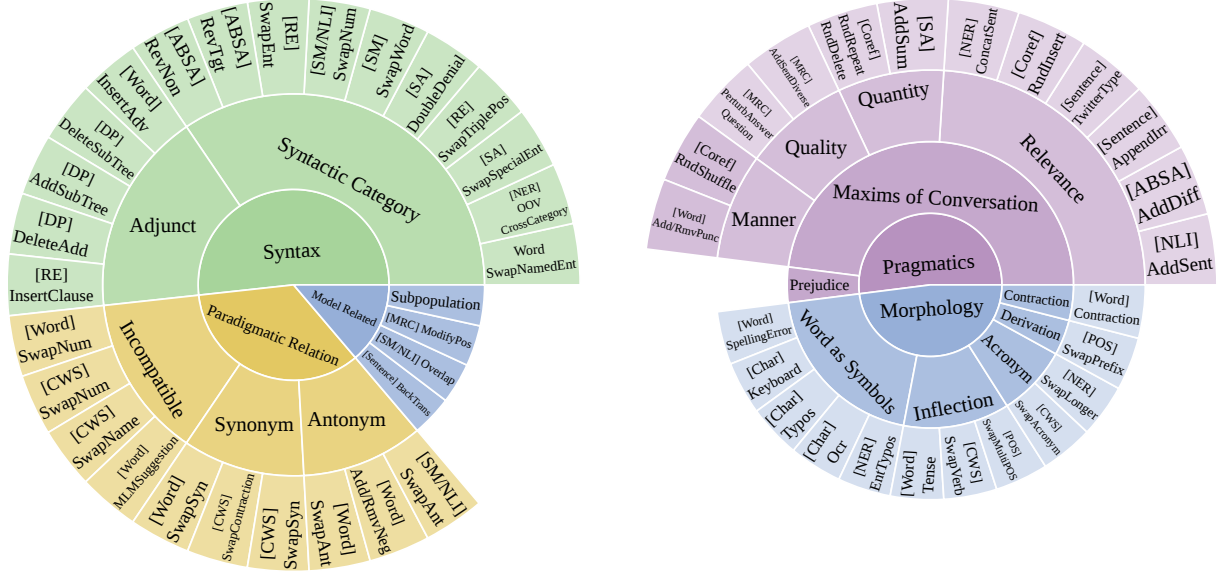 Syntax
Syntactic Category
Adjunct
[RE]
InsertClause
[DP]
DeleteAdd
[DP]
AddSubTree
[DP]
DeleteSubTree
[Word]
InsertAdv
[ABSA]
RevNon
[ABSA]
RevTgt
[RE]
SwapEnt
[SM/NLI]
SwapNum
[SM]
SwapWord
[SA]
DoubleDenial
[RE]
SwapTriplePos
[SA]
SwapSpecialEnt
[NER]
OOV
CrossCategory
Word
SwapNamedEnt
Model Related
Subpopulation
[MRC] ModifyPos
[SM/NLI] Overlap
[Sentence] BackTrans
Paradigmatic Relation
Incompatible
Synonym
Antonym
[Word]
SwapNum
[CWS]
SwapNum
[CWS]
SwapName
[Word]
MLMSuggestion
[Word]
SwapSyn
[CWS]
SwapContraction
[CWS]
SwapSyn
[Word]
SwapAnt
[Word]
Add/RmvNeg
[SM/NLI]
SwapAnt
Pragmatics
Maxims of Conversation
Prejudice
Manner
Quality
Quantity
Relevance
[Word]
Add/RmvPunc
[Coref]
RndShuffle
[MRC]
PerturbAnswer
Question
[MRC]
AddSentDiverse
[Coref]
RndRepeat
RndDelete
[SA]
AddSum
[NER]
ConcatSent
[Coref]
RndInsert
[Sentence]
TwitterType
[Sentence]
AppendIrr
[ABSA]
AddDiff
[NLI]
AddSent
Morphology
Contraction
Derivation
Acronym
Inflection
Word as Symbols
[Word]
Contraction
[POS]
SwapPrefix
[NER]
SwapLonger
[CWS]
SwapAcronym
[POS]
SwapMultiPOS
[CWS]
SwapVerb
[Word]
Tense
[NER]
EntTypos
[Char]
Ocr
[Char]
Typos
[Char]
Keyboard
[Word]
SpellingError